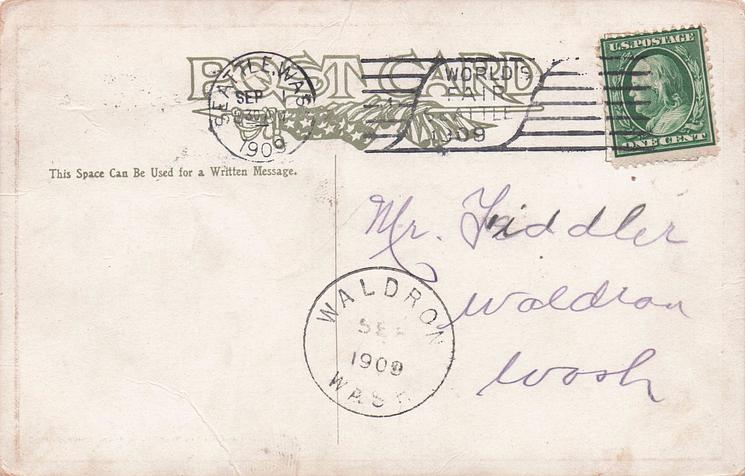 POST CARD
SEATTLE, WAS
SEP
1909
WORLD'S
FAIR
SEATTLE
1909
U.S. POSTAGE
ONE CENT
This Space Can Be Used for a Written Message.
Mr. Fiddler
Waldron
Wash
WALDRON
SEP
1909
WASH